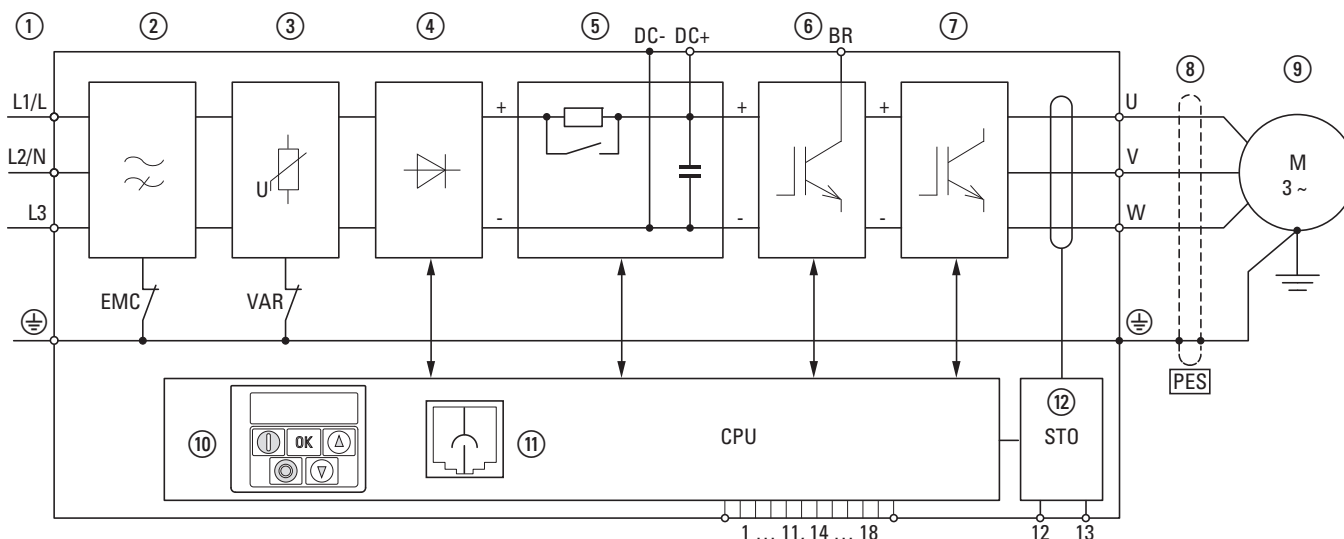 ① ② ③ ④ ⑤ DC- DC+ ⑥ BR ⑦ ⑧ ⑨
L1/L + + + U
L2/N U V M
3 ~
L3 - - - W
EMC VAR
PES
⑩ OK ⑪ CPU ⑫
STO
1 ... 11, 14 ... 18 12 13